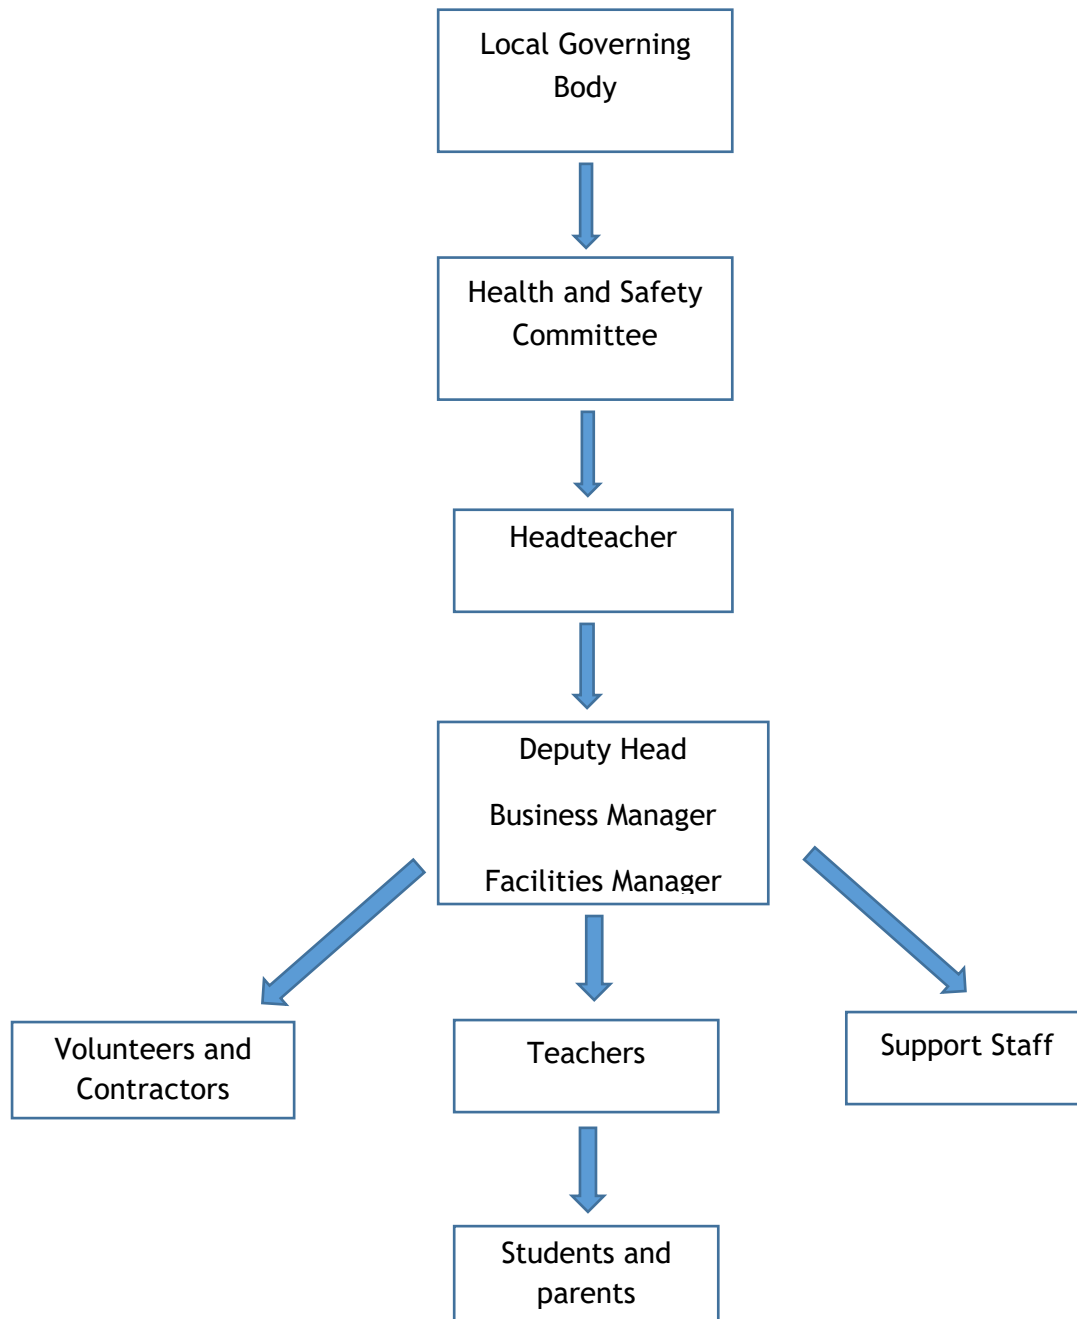 Local Governing
Body
Health and Safety
Committee
Headteacher
Deputy Head
Business Manager
Facilities Manager
Volunteers and
Contractors
Teachers
Support Staff
Students and
parents